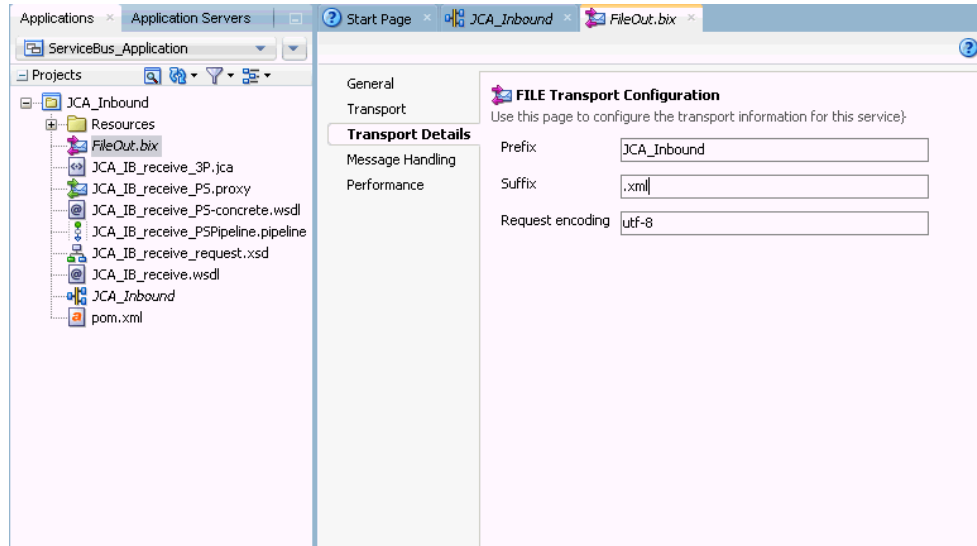 Applications
Application Servers
Start Page
JCA_Inbound
FileOut.bix
ServiceBus_Application
Projects
JCA_Inbound
Resources
FileOut.bix
JCA_IB_receive_3P.jca
JCA_IB_receive_PS.proxy
JCA_IB_receive_PS-concrete.wsdl
JCA_IB_receive_PSPipeline.pipeline
JCA_IB_receive_request.xsd
JCA_IB_receive.wsdl
JCA_Inbound
pom.xml
General
Transport
Transport Details
Message Handling
Performance
FILE Transport Configuration
Use this page to configure the transport information for this service}
Prefix JCA_Inbound
Suffix .xml
Request encoding utf-8